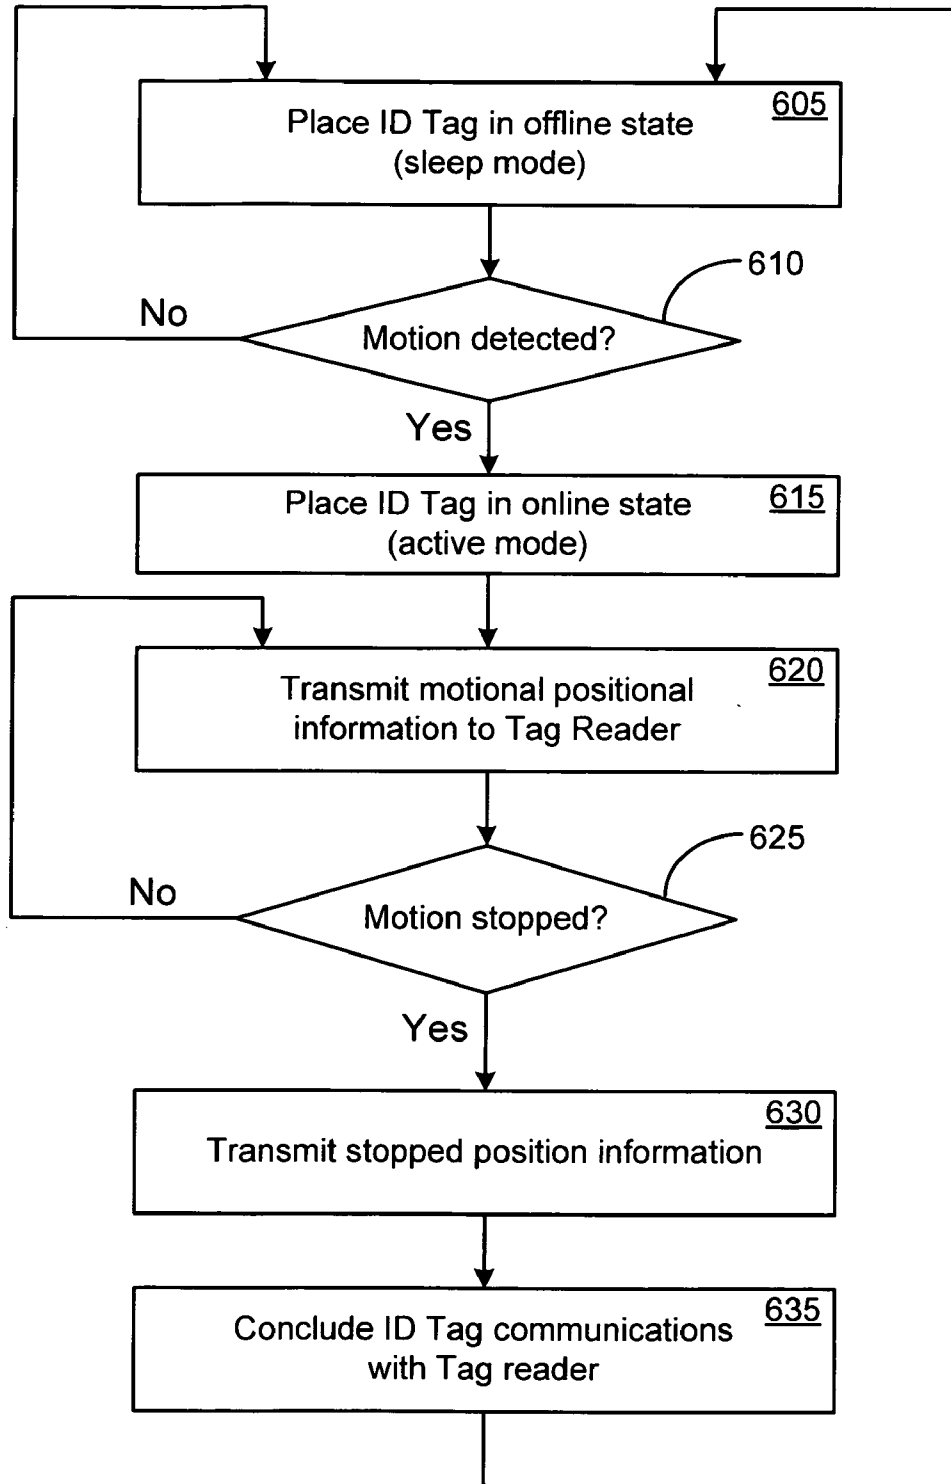 605
Place ID Tag in offline state
(sleep mode)
610
No
Motion detected?
Yes
615
Place ID Tag in online state
(active mode)
620
Transmit motional positional
information to Tag Reader
625
No
Motion stopped?
Yes
630
Transmit stopped position information
635
Conclude ID Tag communications
with Tag reader